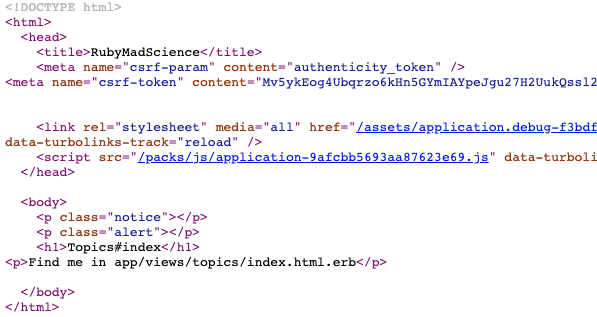 <!DOCTYPE html>
<html>
  <head>
    <title>RubyMadScience</title>
    <meta name="csrf-param" content="authenticity_token" />
<meta name="csrf-token" content="Mv5ykEog4Ubqrzo6kHn5GYmIAYpeJgu27H2UukQssl2

    <link rel="stylesheet" media="all" href="/assets/application.debug-f3bdf
data-turbolinks-track="reload" />
    <script src="/packs/js/application-9afcbb5693aa87623e69.js" data-turboli
  </head>

  <body>
    <p class="notice"></p>
    <p class="alert"></p>
    <h1>Topics#index</h1>
<p>Find me in app/views/topics/index.html.erb</p>

  </body>
</html>